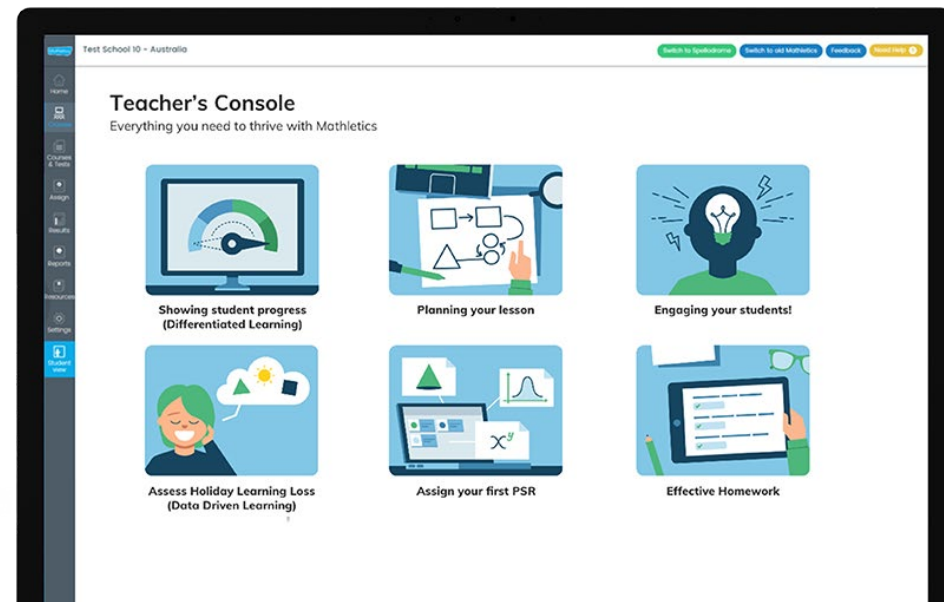 Mathletics
Test School 10 - Australia
Switch to Spellodrome
Switch to old Mathletics
Feedback
Need Help
Home
Courses
& Tests
Assign
Results
Reports
Resources
Settings
Student
view
Teacher's Console
Everything you need to thrive with Mathletics
Showing student progress
(Differentiated Learning)
Planning your lesson
Engaging your students!
Assess Holiday Learning Loss
(Data Driven Learning)
xʸ
Assign your first PSR
Effective Homework